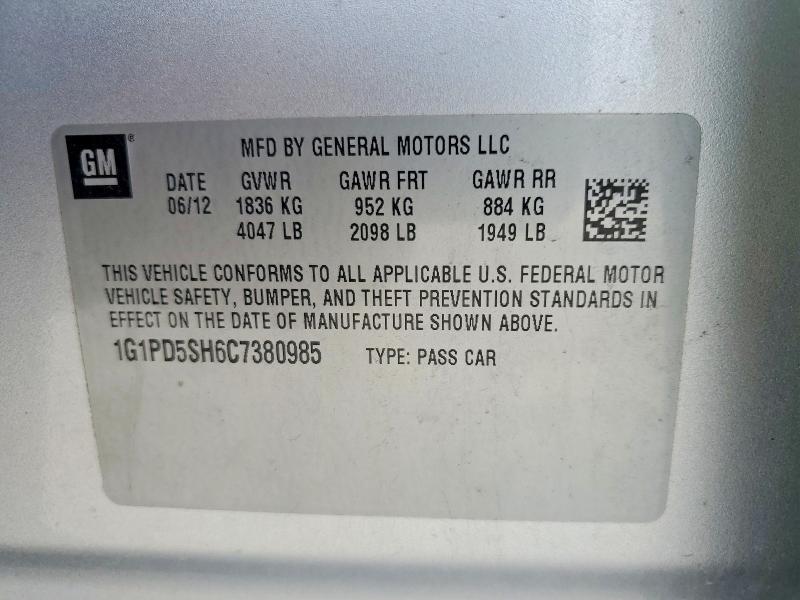 GM®
MFD BY GENERAL MOTORS LLC
DATE GVWR GAWR FRT GAWR RR
06/12 1836 KG 952 KG 884 KG
4047 LB 2098 LB 1949 LB
THIS VEHICLE CONFORMS TO ALL APPLICABLE U.S. FEDERAL MOTOR
VEHICLE SAFETY, BUMPER, AND THEFT PREVENTION STANDARDS IN
EFFECT ON THE DATE OF MANUFACTURE SHOWN ABOVE.
1G1PD5SH6C7380985 TYPE: PASS CAR